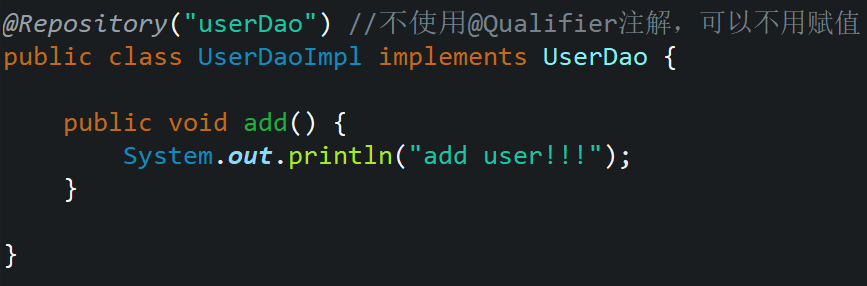 @Repository("userDao") //不使用@Qualifier注解，可以不用赋值
public class UserDaoImpl implements UserDao {
public void add() {
System.out.println("add user!!!");
}
}